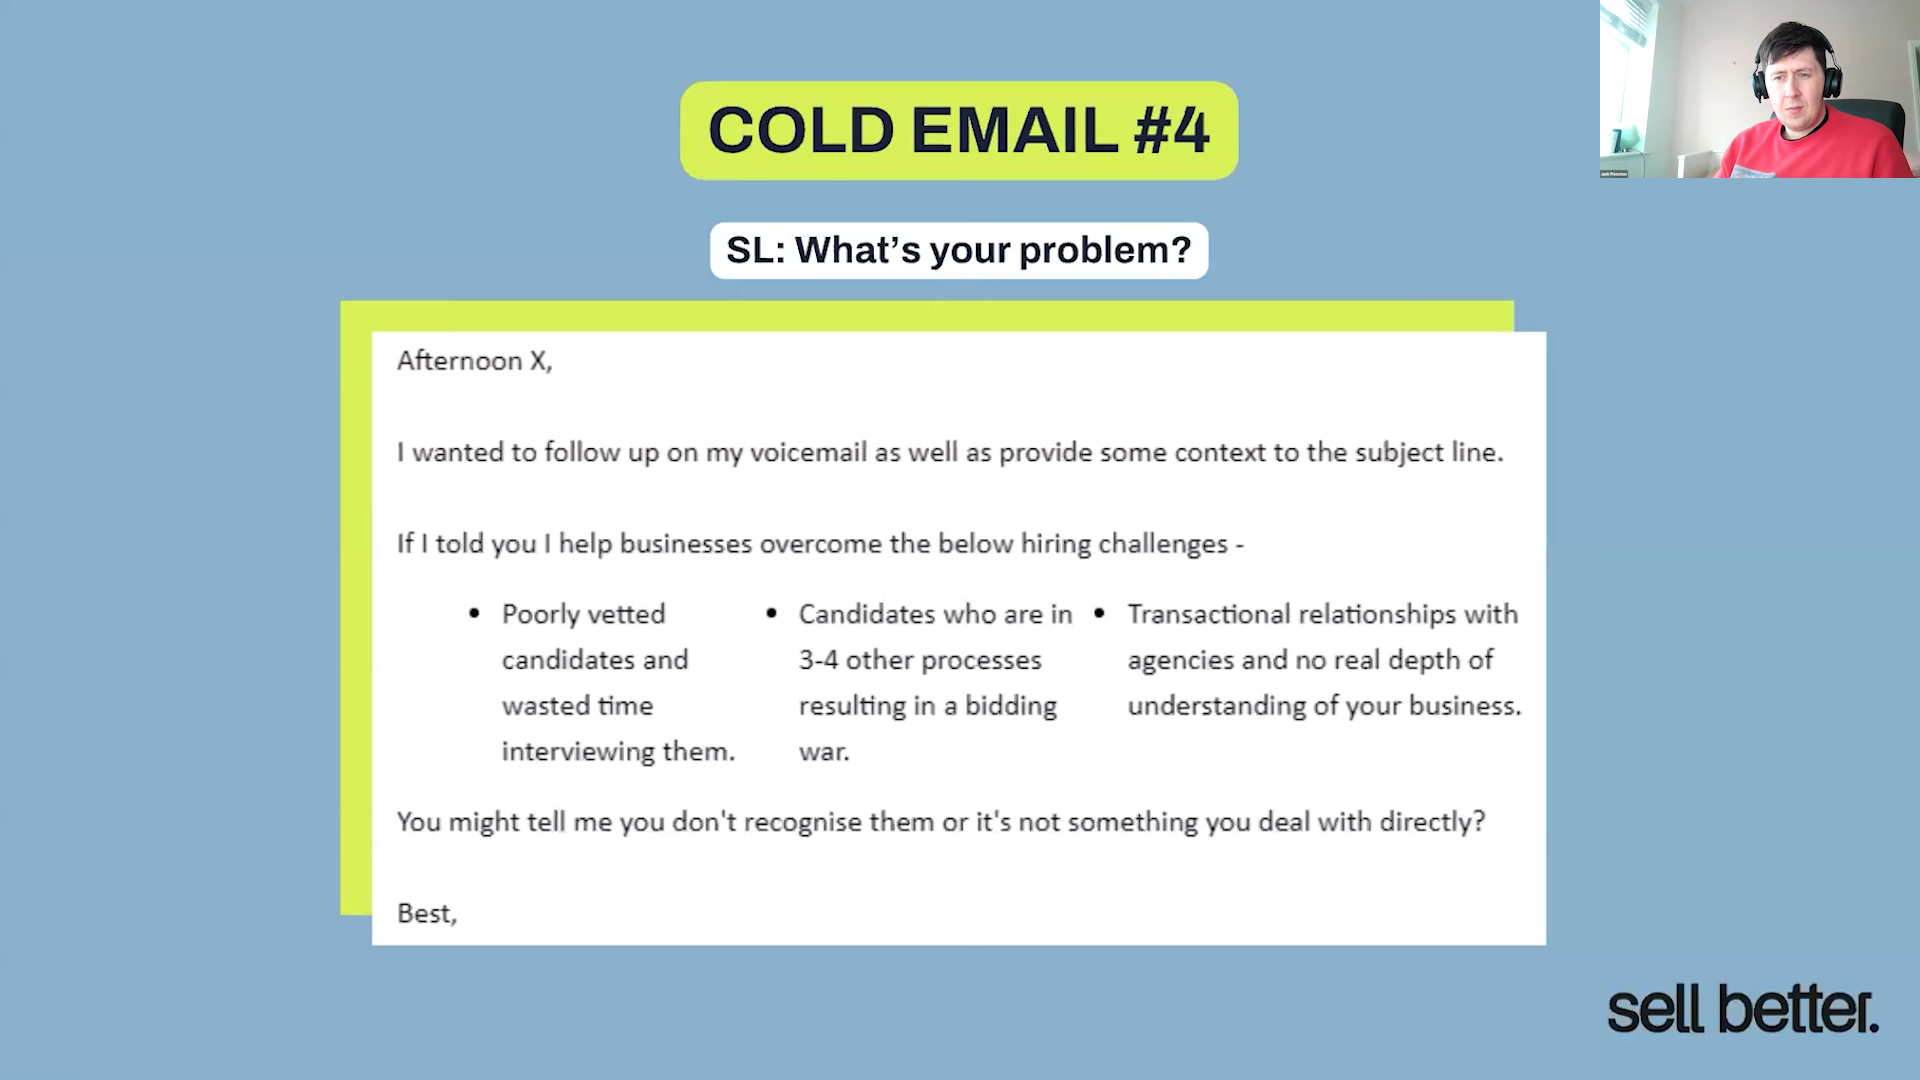 COLD EMAIL #4
SL: What's your problem?
Afternoon X,
I wanted to follow up on my voicemail as well as provide some context to the subject line.
If I told you I help businesses overcome the below hiring challenges -
• Poorly vetted
candidates and
wasted time
interviewing them.
• Candidates who are in
3-4 other processes
resulting in a bidding
war.
• Transactional relationships with
agencies and no real depth of
understanding of your business.
You might tell me you don't recognise them or it's not something you deal with directly?
Best,
sell better.